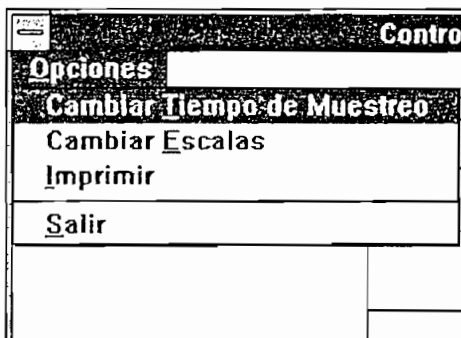 Contro
Opciones
Cambiar Tiempo de Muestreo
Cambiar Escalas
Imprimir
Salir